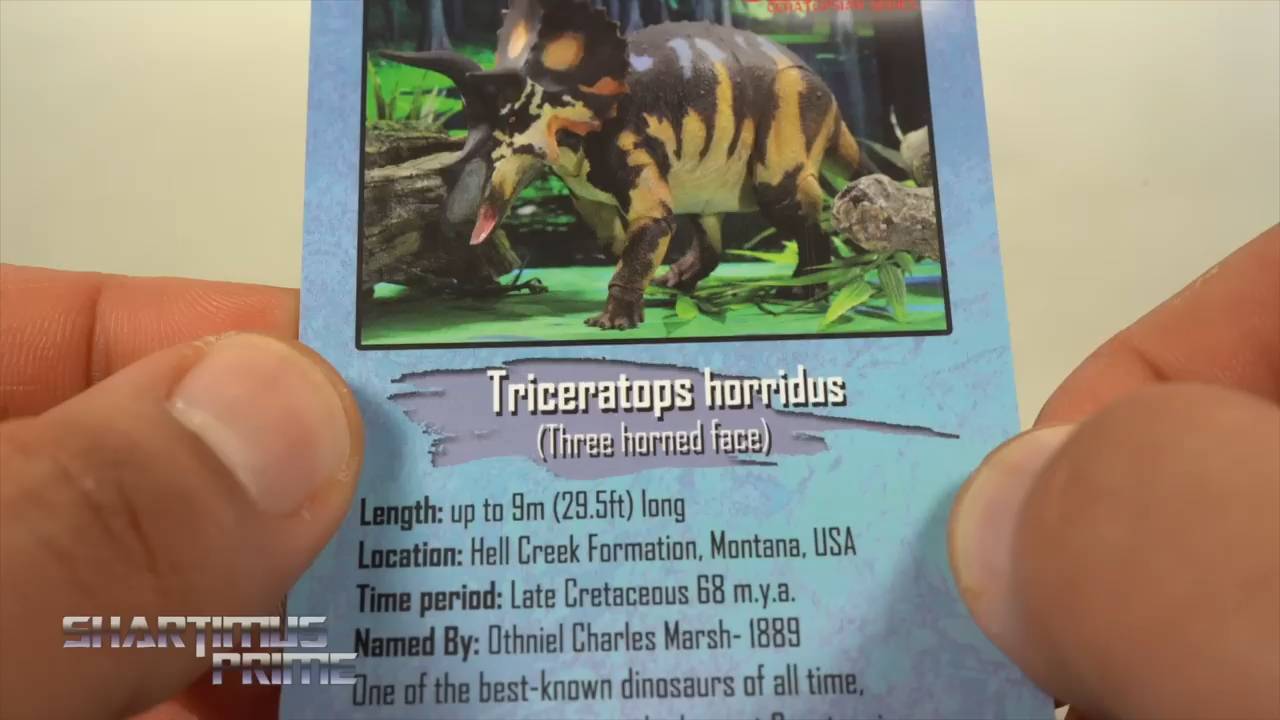 CERATOPSIAN SERIES
Triceratops horridus
(Three horned face)
Length: up to 9m (29.5ft) long
Location: Hell Creek Formation, Montana, USA
Time period: Late Cretaceous 68 m.y.a.
Named By: Othniel Charles Marsh- 1889
One of the best-known dinosaurs of all time,
SHARTIMUS
PRIME